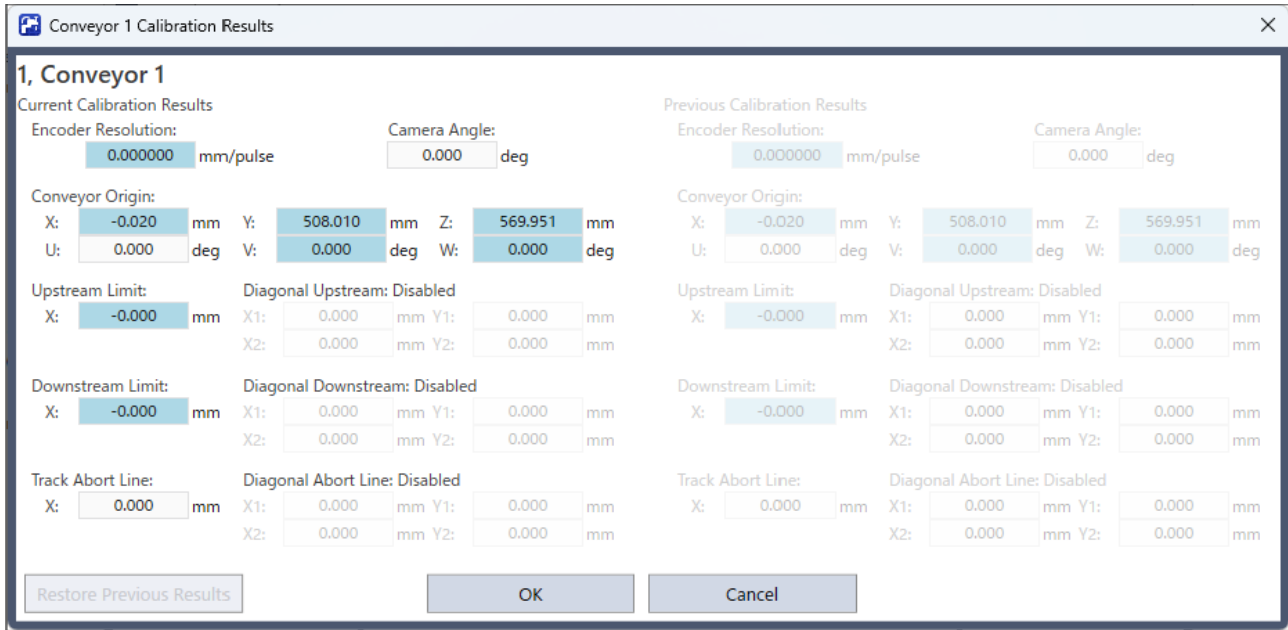 Conveyor 1 Calibration Results
1, Conveyor 1
Current Calibration Results Previous Calibration Results
Encoder Resolution: Camera Angle: Encoder Resolution: Camera Angle:
0.000000 mm/pulse 0.000 deg 0.000000 mm/pulse 0.000 deg
Conveyor Origin: Conveyor Origin:
X: -0.020 mm Y: 508.010 mm Z: 569.951 mm X: -0.020 mm Y: 508.010 mm Z: 569.951 mm
U: 0.000 deg V: 0.000 deg W: 0.000 deg U: 0.000 deg V: 0.000 deg W: 0.000 deg
Upstream Limit: Diagonal Upstream: Disabled Upstream Limit: Diagonal Upstream: Disabled
X: -0.000 mm X1: 0.000 mm Y1: 0.000 mm X: -0.000 mm X1: 0.000 mm Y1: 0.000 mm
X2: 0.000 mm Y2: 0.000 mm X2: 0.000 mm Y2: 0.000 mm
Downstream Limit: Diagonal Downstream: Disabled Downstream Limit: Diagonal Downstream: Disabled
X: -0.000 mm X1: 0.000 mm Y1: 0.000 mm X: -0.000 mm X1: 0.000 mm Y1: 0.000 mm
X2: 0.000 mm Y2: 0.000 mm X2: 0.000 mm Y2: 0.000 mm
Track Abort Line: Diagonal Abort Line: Disabled Track Abort Line: Diagonal Abort Line: Disabled
X: 0.000 mm X1: 0.000 mm Y1: 0.000 mm X: 0.000 mm X1: 0.000 mm Y1: 0.000 mm
X2: 0.000 mm Y2: 0.000 mm X2: 0.000 mm Y2: 0.000 mm
Restore Previous Results OK Cancel